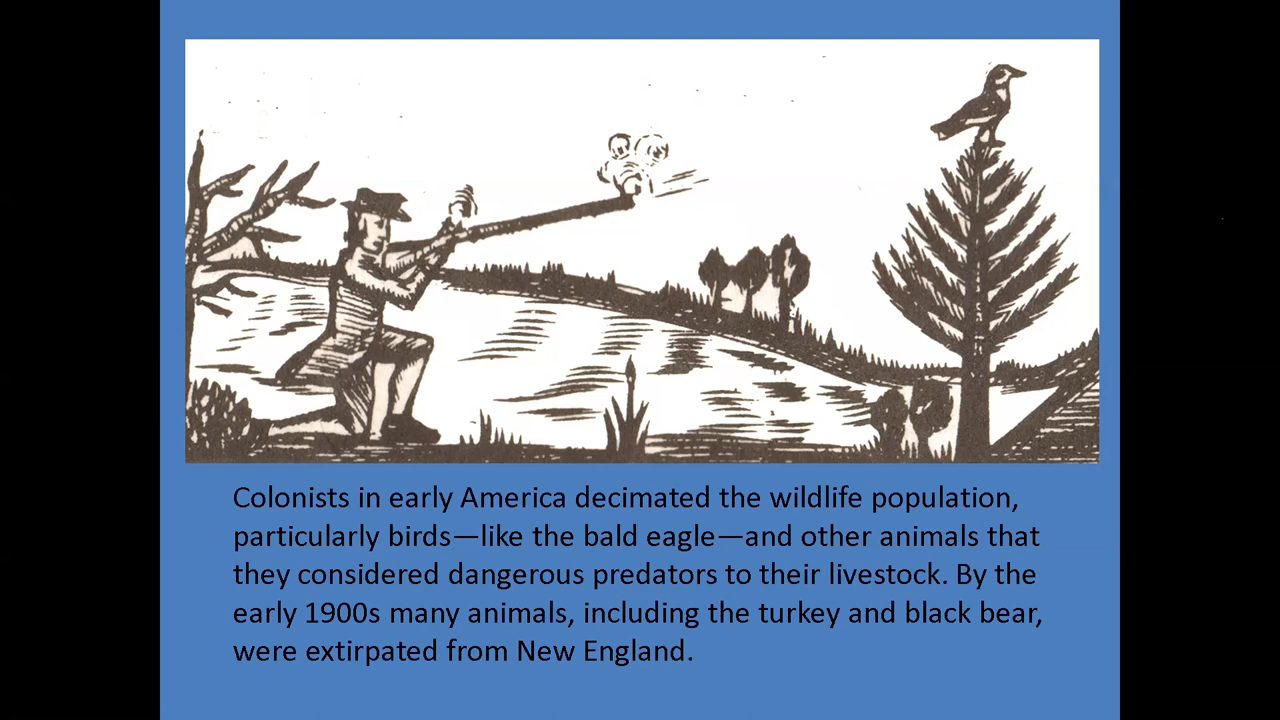 Colonists in early America decimated the wildlife population,
particularly birds—like the bald eagle—and other animals that
they considered dangerous predators to their livestock. By the
early 1900s many animals, including the turkey and black bear,
were extirpated from New England.